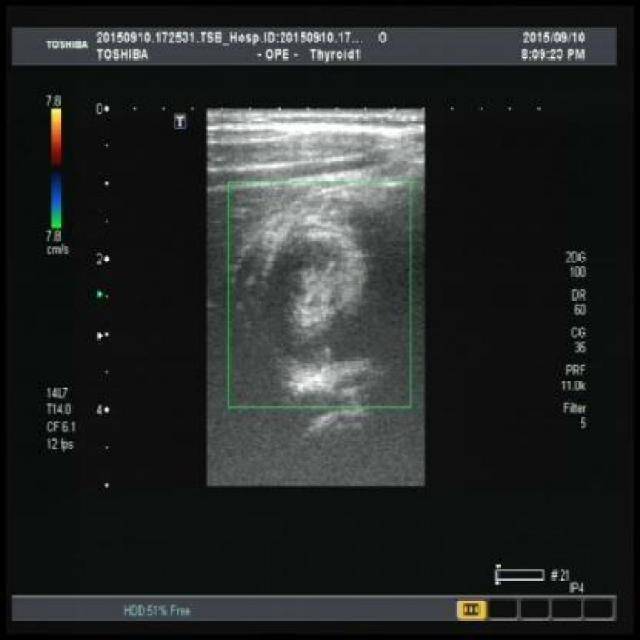 TOSHIBA 20150910.172531.TSB_Hosp.ID:20150910.17... 0 2015/09/10
TOSHIBA - OPE - Thyroid1 8:09:23 PM
7.8
0
T
7.8
cm/s
2
2DG
100
DR
60
CG
36
PRF
11.0k
Filter
5
14L7
T14.0
CF 6.1
12 fps
4
#21
IP4
HDD 51% Free